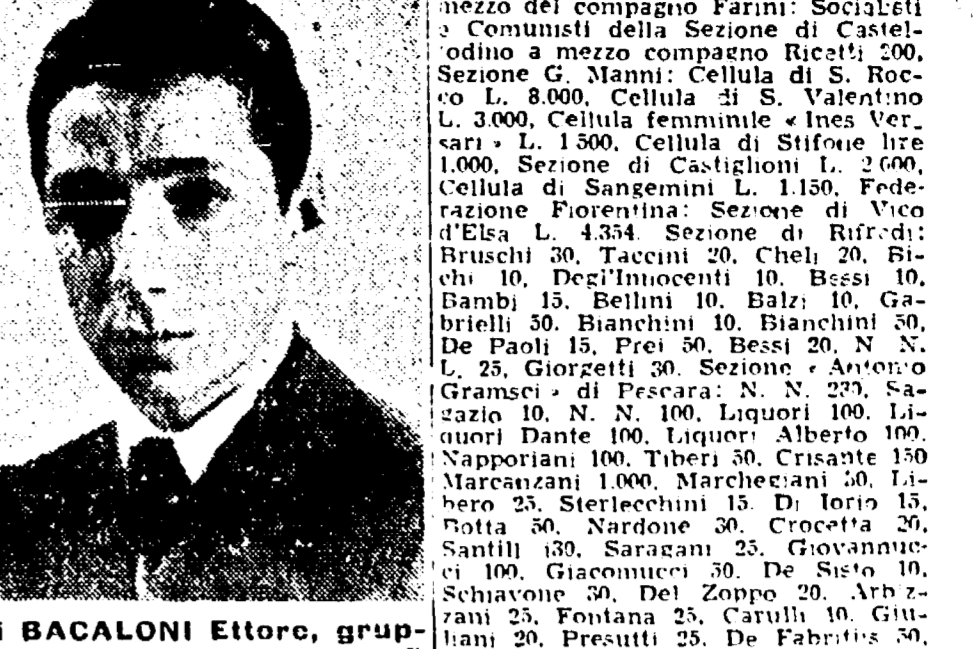 mezzo del compagno Farini: Socialisti
e Comunisti della Sezione di Castel-
odino a mezzo compagno Ricetti 200,
Sezione G. Manni: Cellula di S. Roc-
co L. 8.000, Cellula di S. Valentino
L. 3.000, Cellula femminile « Ines Ver-
sari » L. 1500, Cellula di Stifone lire
1.000, Sezione di Castiglioni L.
Cellula di Sangemini L. 1.150, Fede-
razione Fiorentina: Sezione di Vico
d'Elsa L. 4.354. Sezione di Rifredi:
Bruschi 30, Taccini 20, Cheli 20, Bi-
chi 10, Degl'Innocenti 10, Bessi 10,
Bambi 15, Bellini 10, Balzi 10, Ga-
brielli 50, Bianchini 10, Bianchini 50,
De Paoli 15, Prei 50, Bessi 20, N. N.
L. 25, Giorgetti 30. Sezione « Antonio
Gramsci » di Pescara: N. N. Sa-
gazio 10, N. N. 100, Liquori 100, Li-
quori Dante 100, Liquori Alberto 100,
Napporiani 100, Tiberi 50, Crisante 150
Marcanzani 1.000, Marchegiani 50, Li-
bero 25, Sterlecchini 15, Di Iorio 15,
Botta 50, Nardone 30, Crocetta 20,
Santilli Saragani 25, Giovannuc-
ci 100, Giacomucci 50, De Sisto 10,
Schiavone 30, Del Zoppo 20, Arbiz-
zani 25, Fontana 25, Carulli 10, Giu-
liani 20, Presutti 25, De Fabritiis 50,
i BACALONI Ettore, grup-